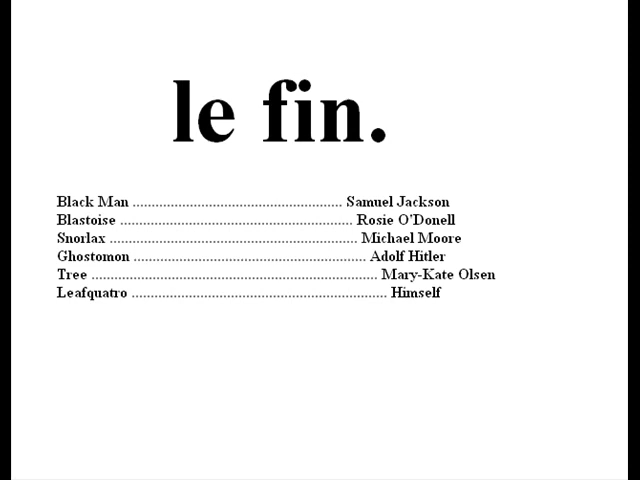 le fin.
Black Man ...................................................... Samuel Jackson
Blastoise ............................................................ Rosie O'Donell
Snorlax ................................................................ Michael Moore
Ghostomon ............................................................ Adolf Hitler
Tree .......................................................................... Mary-Kate Olsen
Leafquatro .................................................................. Himself